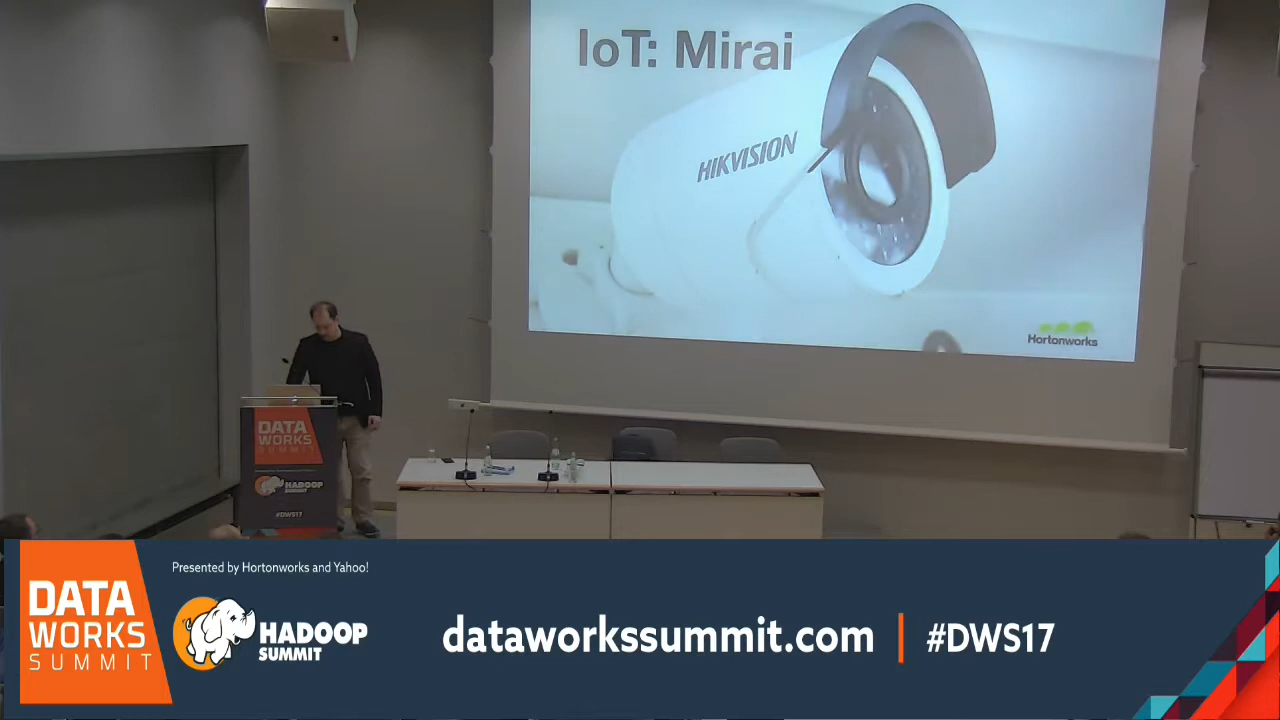 IoT: Mirai
HIKVISION
Hortonworks
DATA
WORKS
SUMMIT
HADOOP
SUMMIT
#DWS17
DATA
WORKS
SUMMIT
Presented by Hortonworks and Yahoo!
HADOOP
SUMMIT
dataworkssummit.com
#DWS17